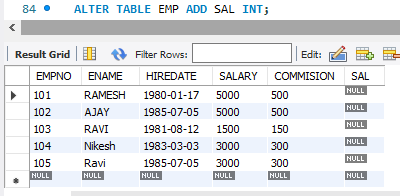 84 ALTER TABLE EMP ADD SAL INT;
Result Grid Filter Rows: Edit:
EMPNO ENAME HIREDATE SALARY COMMISION SAL
101 RAMESH 1980-01-17 5000 500 NULL
102 AJAY 1985-07-05 5000 500 NULL
103 RAVI 1981-08-12 1500 150 NULL
104 Nikesh 1983-03-03 3000 300 NULL
105 Ravi 1985-07-05 3000 300 NULL
NULL NULL NULL NULL NULL NULL